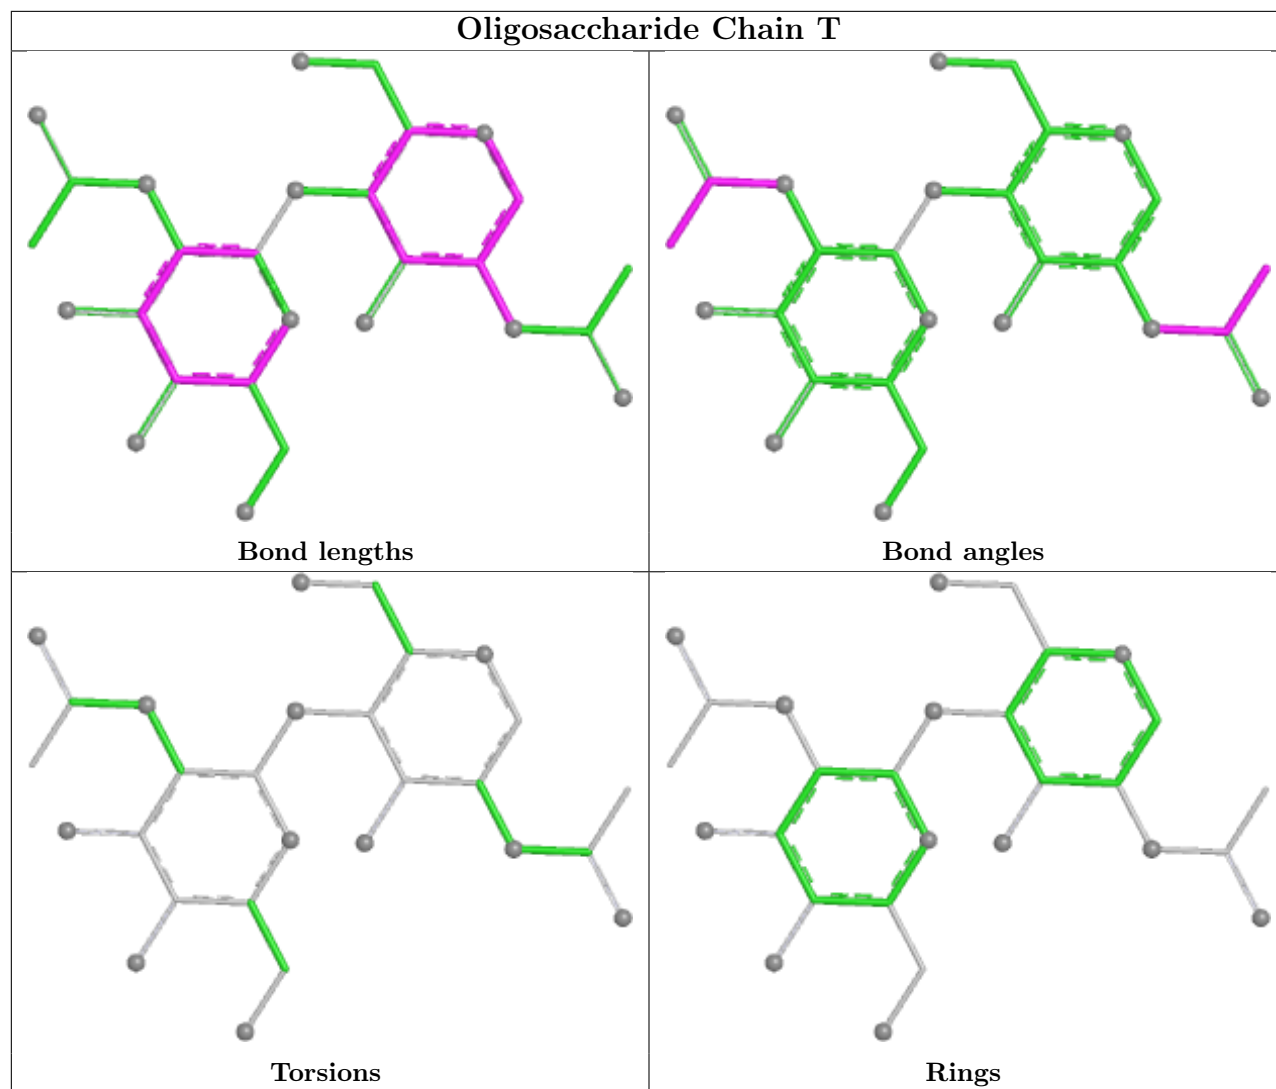 Oligosaccharide Chain T
Bond lengths
Bond angles
Torsions
Rings